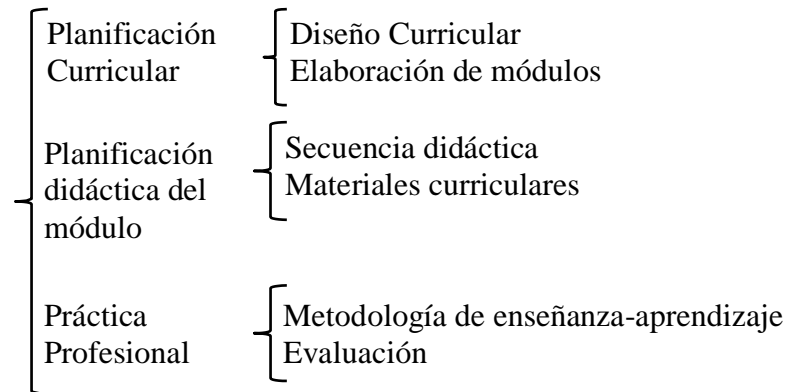 Planificación
Curricular
Diseño Curricular
Elaboración de módulos
Planificación
didáctica del
módulo
Secuencia didáctica
Materiales curriculares
Práctica
Profesional
Metodología de enseñanza-aprendizaje
Evaluación